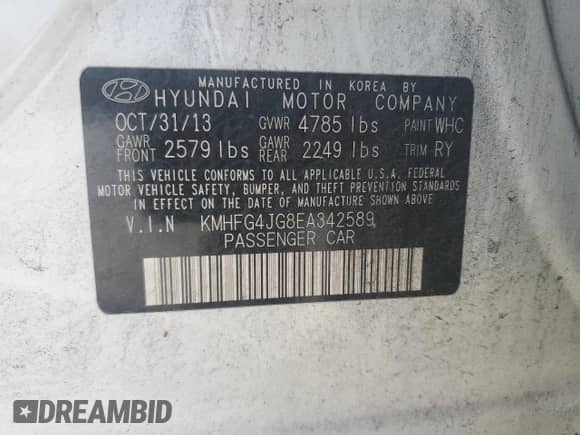 MANUFACTURED IN KOREA BY
HYUNDAI MOTOR COMPANY
OCT/31/13 GVWR 4785 lbs PAINT WHC
GAWR FRONT 2579 lbs GAWR REAR 2249 lbs TRIM RY
THIS VEHICLE CONFORMS TO ALL APPLICABLE U.S.A. FEDERAL
MOTOR VEHICLE SAFETY, BUMPER, AND THEFT PREVENTION STANDARDS
IN EFFECT ON THE DATE OF MANUFACTURE SHOWN ABOVE
V.I.N KMHFG4JG8EA342589
PASSENGER CAR
DREAMBID